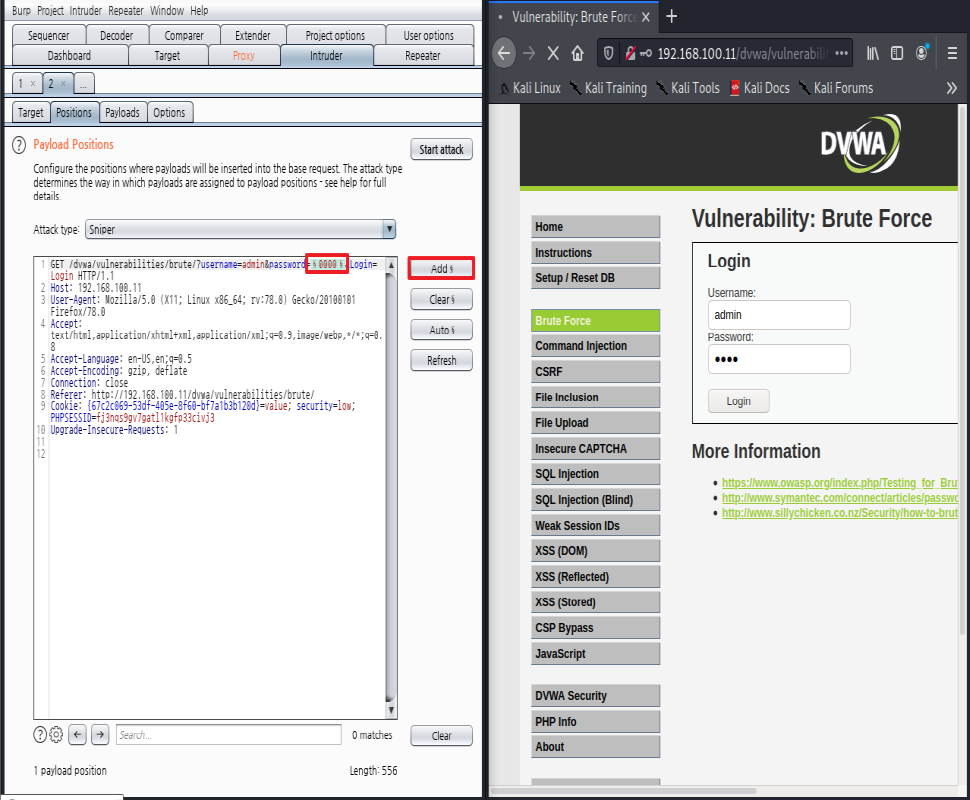 Burp Project Intruder Repeater Window Help
Sequencer Decoder Comparer Extender Project options User options
Dashboard Target Proxy Intruder Repeater
1 × 2 × ...
Target Positions Payloads Options
? Payload Positions
Start attack
Configure the positions where payloads will be inserted into the base request. The attack type
determines the way in which payloads are assigned to payload positions - see help for full
details.
Attack type: Sniper
1 GET /dvwa/vulnerabilities/brute/?username=admin&password=§0000§&Login=
Login HTTP/1.1
2 Host: 192.168.100.11
3 User-Agent: Mozilla/5.0 (X11; Linux x86_64; rv:78.0) Gecko/20100101
Firefox/78.0
4 Accept:
text/html,application/xhtml+xml,application/xml;q=0.9,image/webp,*/*;q=0.
8
5 Accept-Language: en-US,en;q=0.5
6 Accept-Encoding: gzip, deflate
7 Connection: close
8 Referer: http://192.168.100.11/dvwa/vulnerabilities/brute/
9 Cookie: {67c2c069-53df-405e-8f60-bf7a1b3b120d}=value; security=low;
PHPSESSID=fj3nqs9gv7gatl1kgfp33civj3
10 Upgrade-Insecure-Requests: 1
11
12
Add §
Clear §
Auto §
Refresh
? Search... 0 matches Clear
1 payload position Length: 556
Vulnerability: Brute Force × +
192.168.100.11/dvwa/vulnerabili
Kali Linux Kali Training Kali Tools Kali Docs Kali Forums »
DVWA
Home
Instructions
Setup / Reset DB
Brute Force
Command Injection
CSRF
File Inclusion
File Upload
Insecure CAPTCHA
SQL Injection
SQL Injection (Blind)
Weak Session IDs
XSS (DOM)
XSS (Reflected)
XSS (Stored)
CSP Bypass
JavaScript
DVWA Security
PHP Info
About
Vulnerability: Brute Force
Login
Username:
admin
Password:
••••
Login
More Information
• https://www.owasp.org/index.php/Testing_for_Bru
• http://www.symantec.com/connect/articles/passwo
• http://www.sillychicken.co.nz/Security/how-to-brut